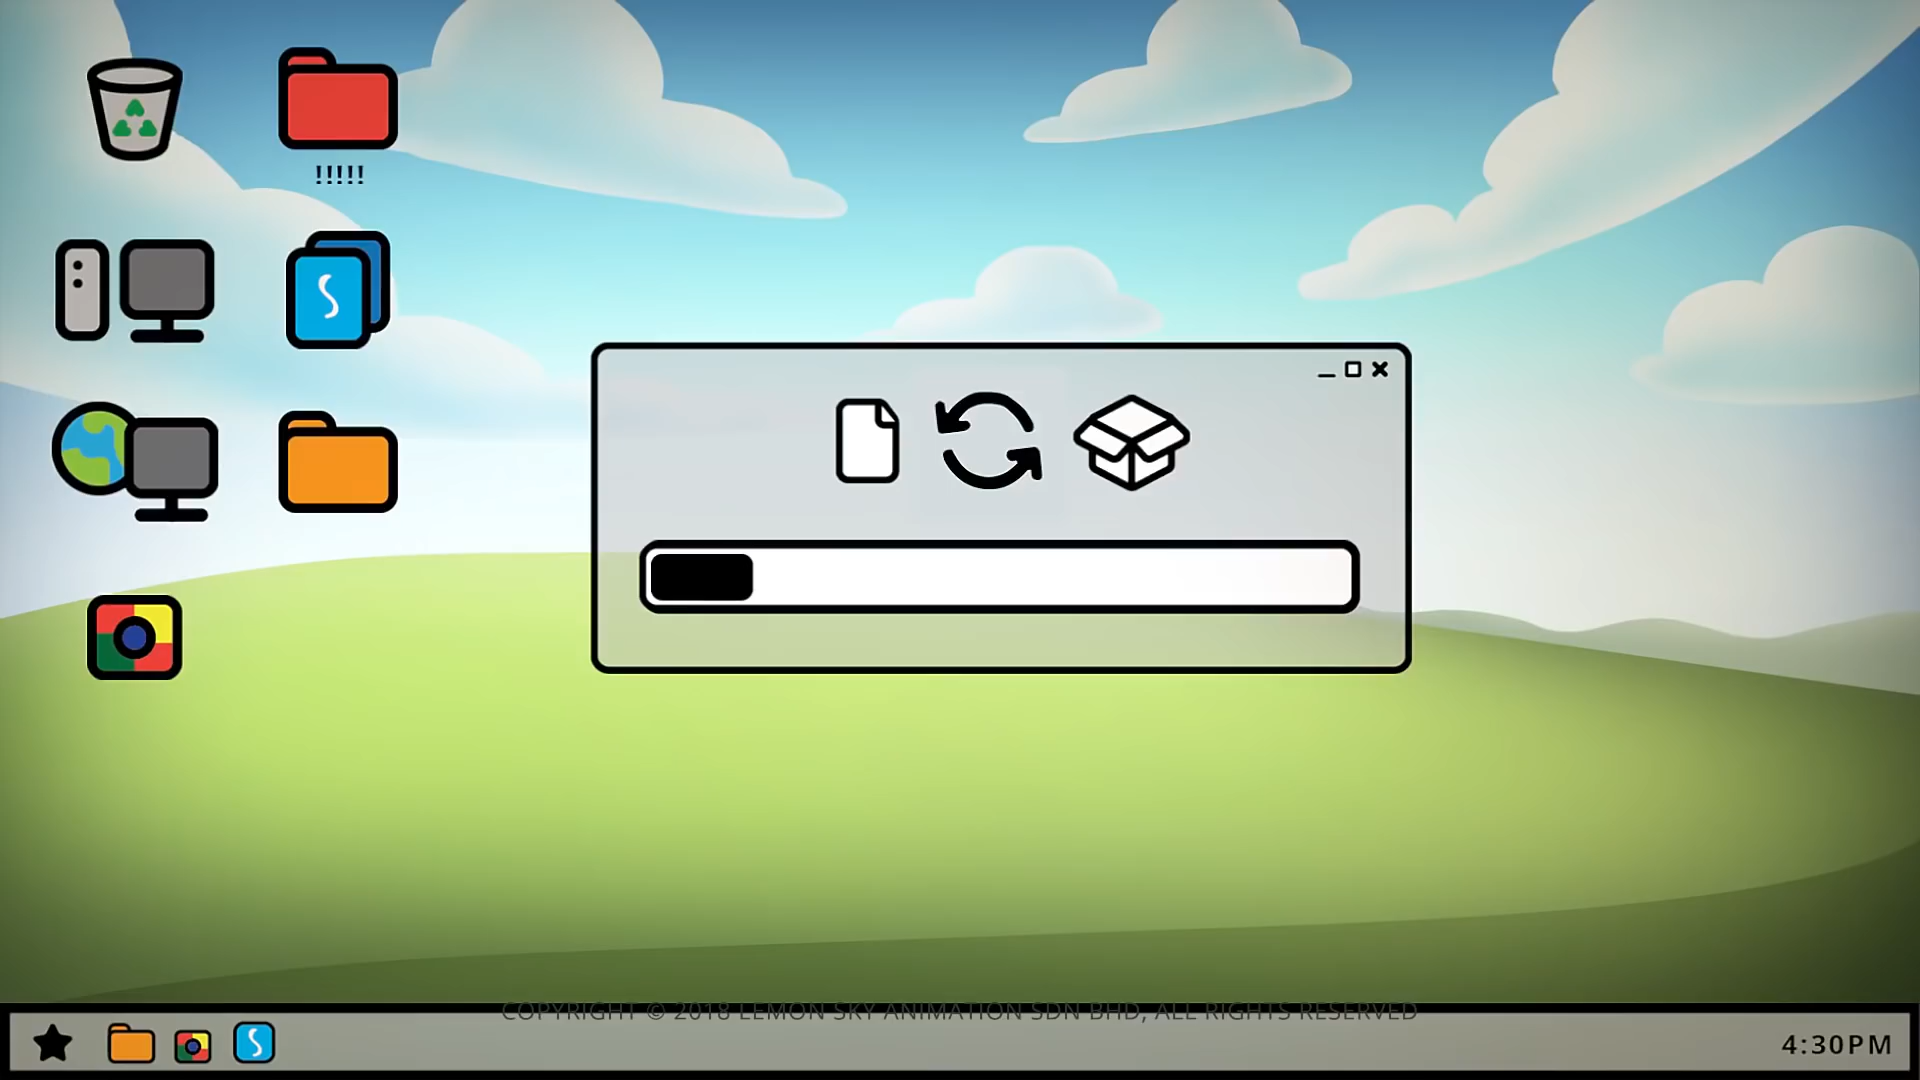 !!!!!
COPYRIGHT © 2018 LEMON SKY ANIMATION SDN BHD, ALL RIGHTS RESERVED
4:30PM